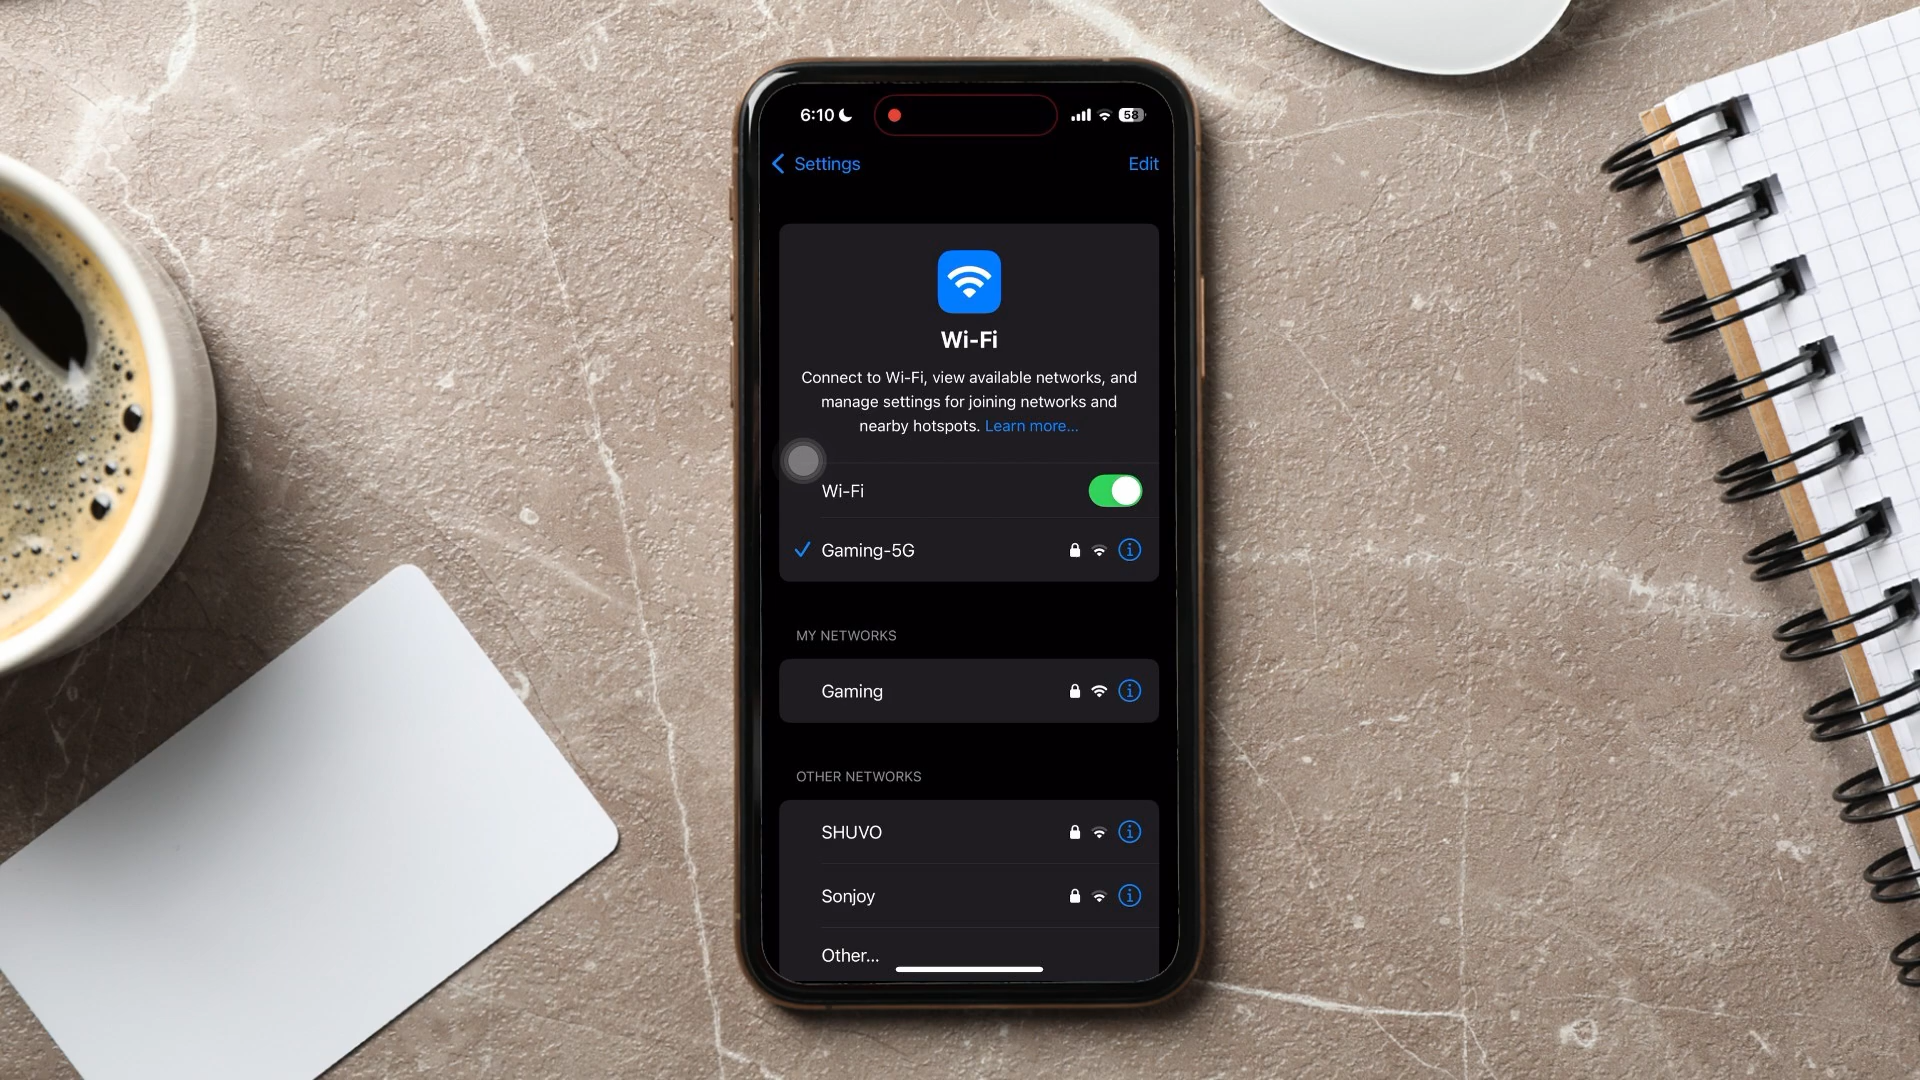 6:10
58
Settings
Edit
Wi-Fi
Connect to Wi-Fi, view available networks, and
manage settings for joining networks and
nearby hotspots. Learn more...
Wi-Fi
Gaming-5G
MY NETWORKS
Gaming
OTHER NETWORKS
SHUVO
Sonjoy
Other...